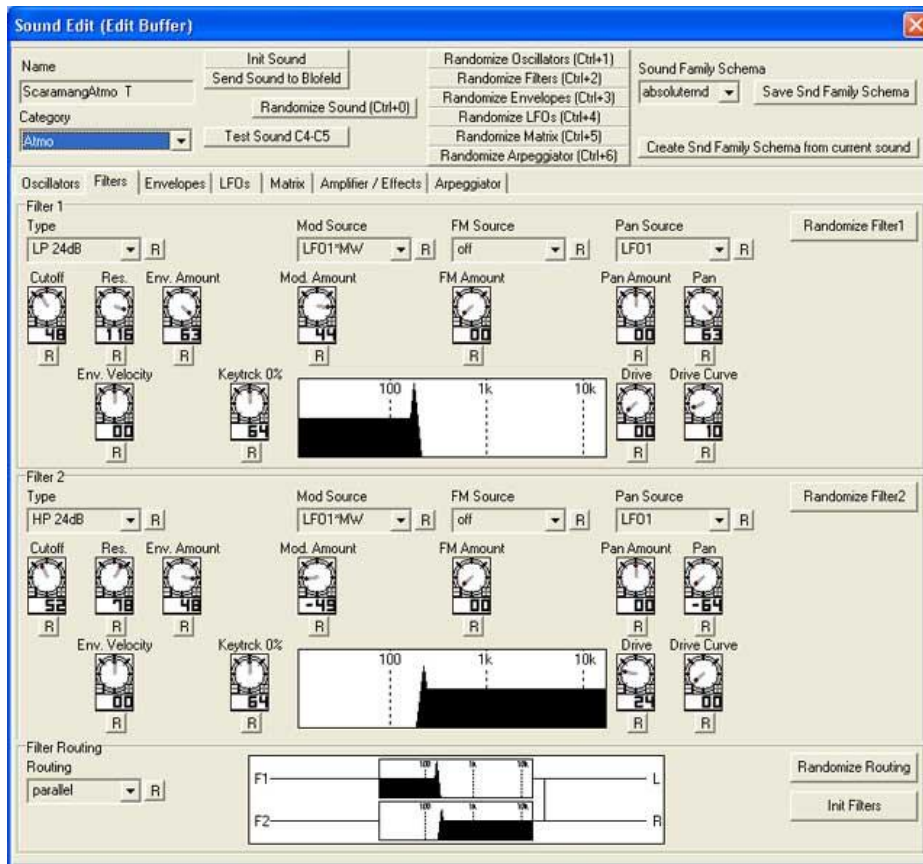 Sound Edit (Edit Buffer)
Name
ScaramangAtmo T
Category
Atmo
Init Sound
Send Sound to Blofeld
Randomize Sound (Ctrl+0)
Test Sound C4-C5
Randomize Oscillators (Ctrl+1)
Randomize Filters (Ctrl+2)
Randomize Envelopes (Ctrl+3)
Randomize LFOs (Ctrl+4)
Randomize Matrix (Ctrl+5)
Randomize Arpeggiator (Ctrl+6)
Sound Family Schema
absoluternd
Save Snd Family Schema
Create Snd Family Schema from current sound
Oscillators Filters Envelopes LFOs Matrix Amplifier / Effects Arpeggiator
Filter 1
Type Mod Source FM Source Pan Source
LP 24dB R LFO1*MW R off R LFO1 R Randomize Filter1
Cutoff Res. Env. Amount Mod. Amount FM Amount Pan Amount Pan
48 116 63 44 00 00 63
R R R R R R R
Env. Velocity Keytrck 0% 100 1k 10k Drive Drive Curve
00 64 00 10
R R R R
Filter 2
Type Mod Source FM Source Pan Source
HP 24dB R LFO1*MW R off R LFO1 R Randomize Filter2
Cutoff Res. Env. Amount Mod. Amount FM Amount Pan Amount Pan
52 78 48 -49 00 00 -64
R R R R R R R
Env. Velocity Keytrck 0% 100 1k 10k Drive Drive Curve
00 64 24 00
R R R R
Filter Routing
Routing
parallel R
F1 100 1k 10k L
F2 100 1k 10k R
Randomize Routing
Init Filters